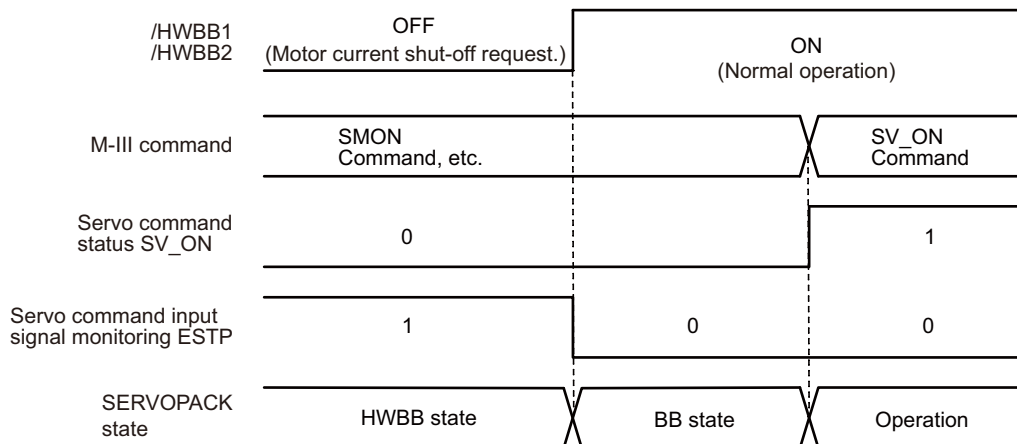 /HWBB1
/HWBB2
OFF
(Motor current shut-off request.)
ON
(Normal operation)
M-III command
SMON
Command, etc.
SV_ON
Command
Servo command
status SV_ON
0
1
Servo command input
signal monitoring ESTP
1
0
0
SERVOPACK
state
HWBB state
BB state
Operation